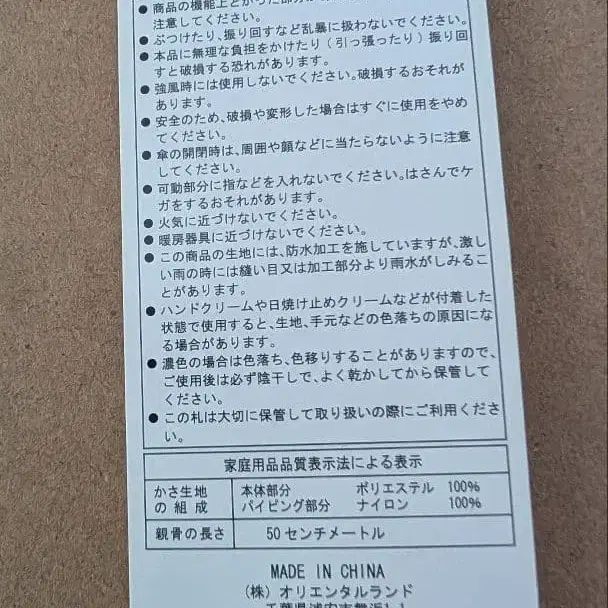 ● 商品の機能上とがった部分が
注意してください。
● ぶつけたり、振り回すなど乱暴に扱わないでください。
● 本品に無理な負担をかけたり(引っ張ったり)振り回
すと破損する恐れがあります。
● 強風時には使用しないでください。破損するおそれが
あります。
● 安全のため、破損や変形した場合はすぐに使用をやめ
てください。
● 傘の開閉時は、周囲や顔などに当たらないように注意
してください。
● 可動部分に指などを入れないでください。はさんでケ
ガをするおそれがあります。
● 火気に近づけないでください。
● 暖房器具に近づけないでください。
● この商品の生地には、防水加工を施していますが、激し
い雨の時には縫い目又は加工部分より雨水がしみるこ
とがあります。
● ハンドクリームや日焼け止めクリームなどが付着した
状態で使用すると、生地、手元などの色落ちの原因にな
る場合があります。
● 濃色の場合は色落ち、色移りすることがありますので、
ご使用後は必ず陰干しで、よく乾かしてから保管して
ください。
● この札は大切に保管して取り扱いの際にご利用くださ
い。
家庭用品品質表示法による表示
かさ生地 本体部分 ポリエステル 100%
の組成 パイピング部分 ナイロン 100%
親骨の長さ 50センチメートル
MADE IN CHINA
(株)オリエンタルランド
千葉県浦安市舞浜1-1